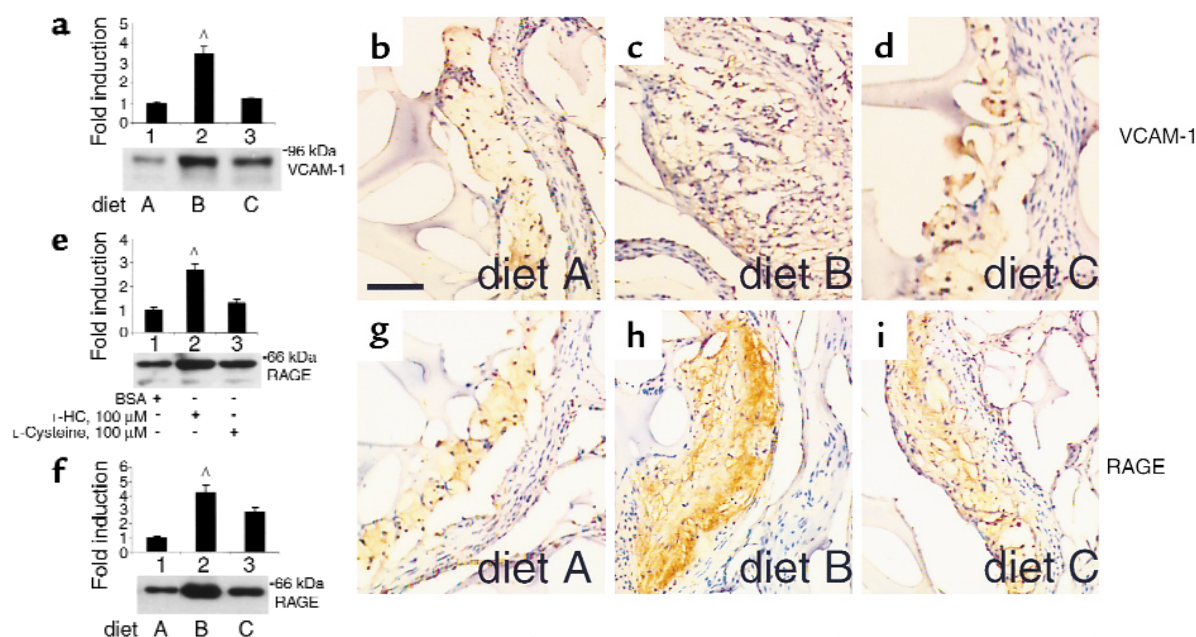 a
Fold induction
5
4
3
2
1
0
^
1 2 3
-96 kDa
VCAM-1
diet A B C
b
diet A
c
diet B
d
diet C
VCAM-1
e
Fold induction
4
3
2
1
0
^
1 2 3
-66 kDa
RAGE
BSA + - -
L-HC, 100 µM - + -
L-Cysteine, 100 µM - - +
f
Fold induction
6
5
4
3
2
1
0
^
1 2 3
-66 kDa
RAGE
diet A B C
g
diet A
h
diet B
i
diet C
RAGE